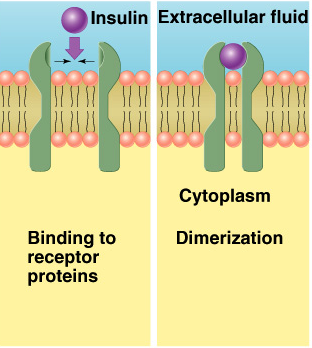 Insulin
Binding to
receptor
proteins
Extracellular fluid
Cytoplasm
Dimerization